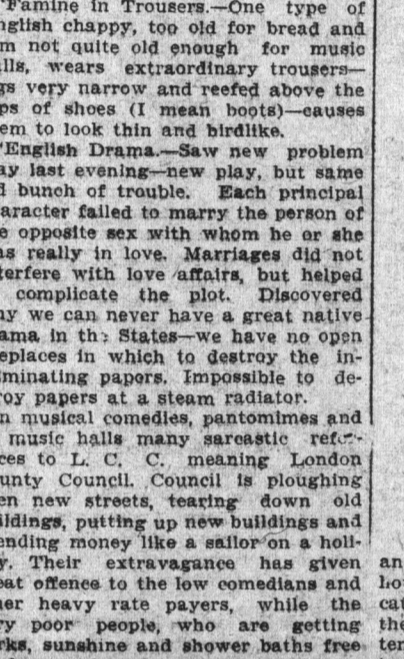 "Famine in Trousers.—One type of
nglish chappy, too old for bread and
m not quite old enough for music
lls, wears extraordinary trousers—
gs very narrow and reefed above the
ps of shoes (I mean boots)—causes
em to look thin and birdlike.
"English Drama.—Saw new problem
ay last evening—new play, but same
d bunch of trouble. Each principal
aracter failed to marry the person of
e opposite sex with whom he or she
as really in love. Marriages did not
terfere with love affairs, but helped
complicate the plot. Discovered
hy we can never have a great native
ama in the States—we have no open
eplaces in which to destroy the in-
iminating papers. Impossible to de-
roy papers at a steam radiator.
n musical comedies, pantomimes and
music halls many sarcastic refer-
ces to L. C. C. meaning London
unty Council. Council is ploughing
en new streets, tearing down old
ildings, putting up new buildings and
ending money like a sailor on a holi-
y. Their extravagance has given
eat offence to the low comedians and
her heavy rate payers, while the
ry poor people, who are getting
rks, sunshine and shower baths free
an
ho
cat
the
ter